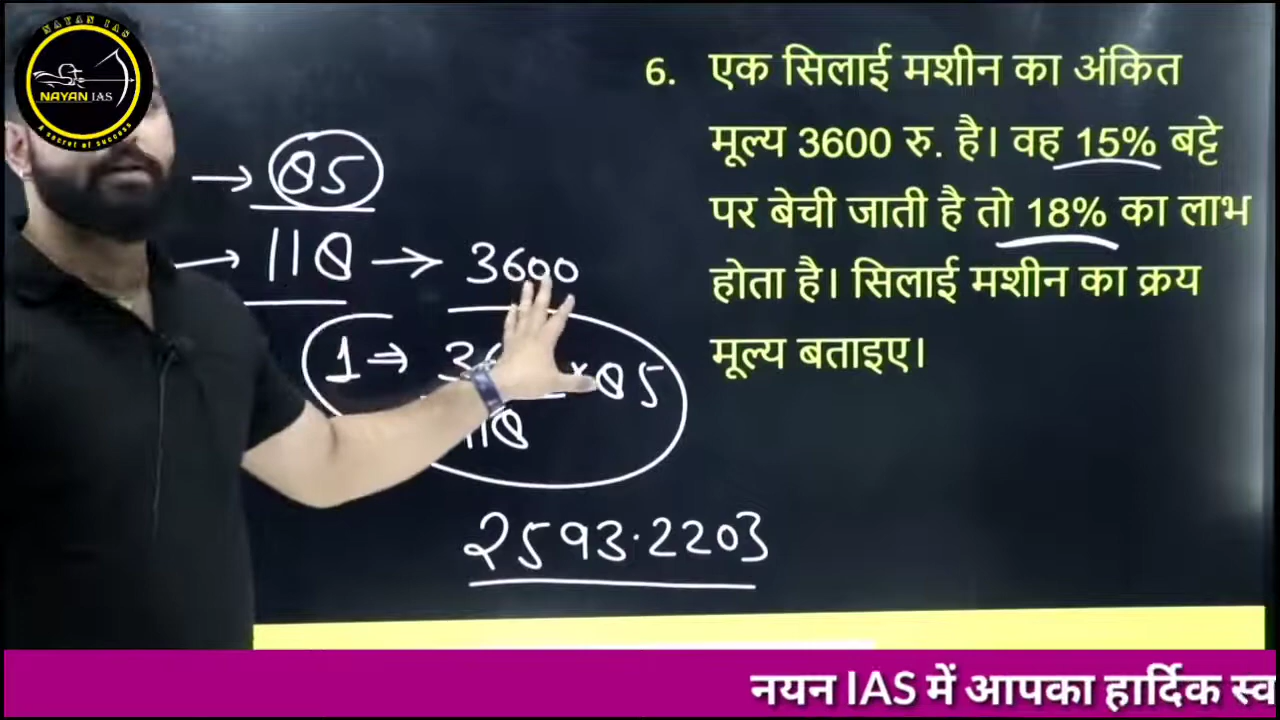 NAYAN IAS
NAYAN IAS
A secret of success
6. एक सिलाई मशीन का अंकित
मूल्य 3600 रु. है। वह 15% बट्टे
पर बेची जाती है तो 18% का लाभ
होता है। सिलाई मशीन का क्रय
मूल्य बताइए।
→ 85
→ 118 → 3600
1 ⇒ 36 × 85
118
2593.2203
नयन IAS में आपका हार्दिक स्व